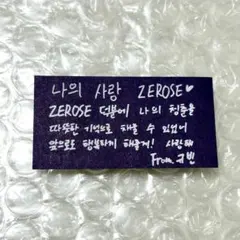 나의 사랑 ZEROSE♥
ZEROSE 덕분에 나의 청춘을
따뜻한 기억으로 채울 수 있었어
앞으로도 행복하게 해줄게! 사랑해
From. 규빈